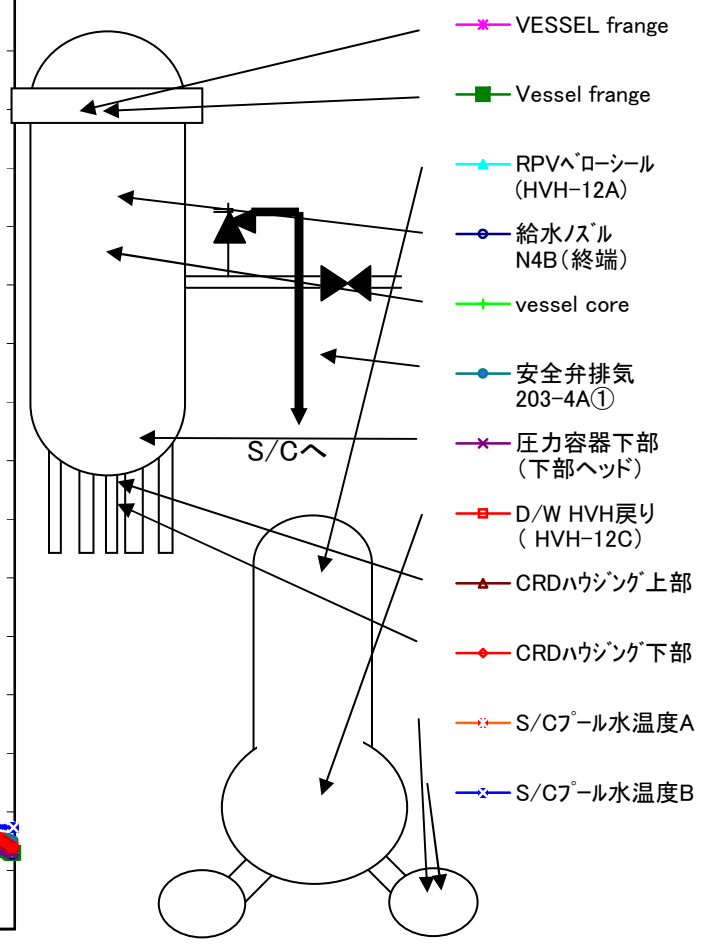 VESSEL frange
Vessel frange
RPVﾍﾞﾛｰｼｰﾙ
(HVH-12A)
給水ﾉｽﾞﾙ
N4B(終端)
vessel core
安全弁排気
203-4A①
圧力容器下部
(下部ヘッド)
S/Cへ
D/W HVH戻り
( HVH-12C)
CRDﾊｳｼﾞﾝｸﾞ上部
CRDﾊｳｼﾞﾝｸﾞ下部
S/Cﾌﾟｰﾙ水温度A
S/Cﾌﾟｰﾙ水温度B